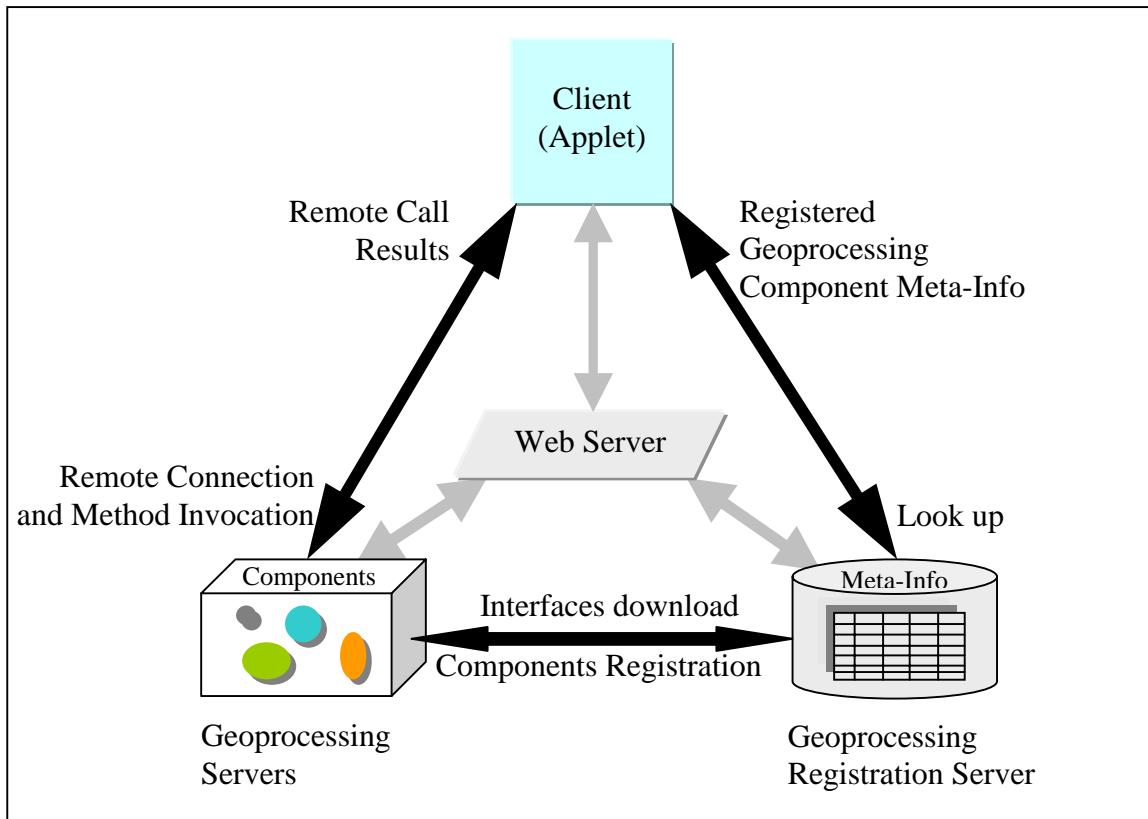 Client
(Applet)
Remote Call
Results
Registered
Geoprocessing
Component Meta-Info
Web Server
Remote Connection
and Method Invocation
Look up
Components
Meta-Info
Interfaces download
Components Registration
Geoprocessing
Servers
Geoprocessing
Registration Server